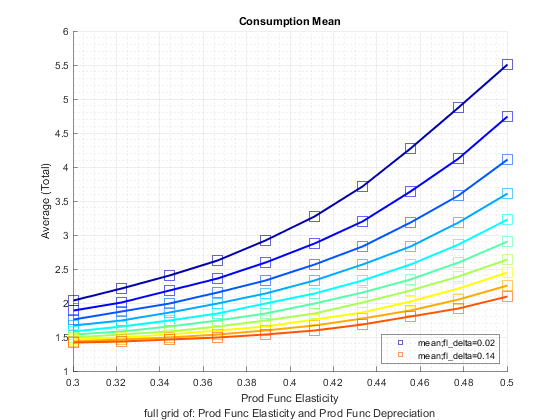 Consumption Mean
6
5.5
5
4.5
4
3.5
3
2.5
2
1.5
1
Average (Total)
mean;fl_delta=0.02
mean;fl_delta=0.14
0.3 0.32 0.34 0.36 0.38 0.4 0.42 0.44 0.46 0.48 0.5
Prod Func Elasticity
full grid of: Prod Func Elasticity and Prod Func Depreciation